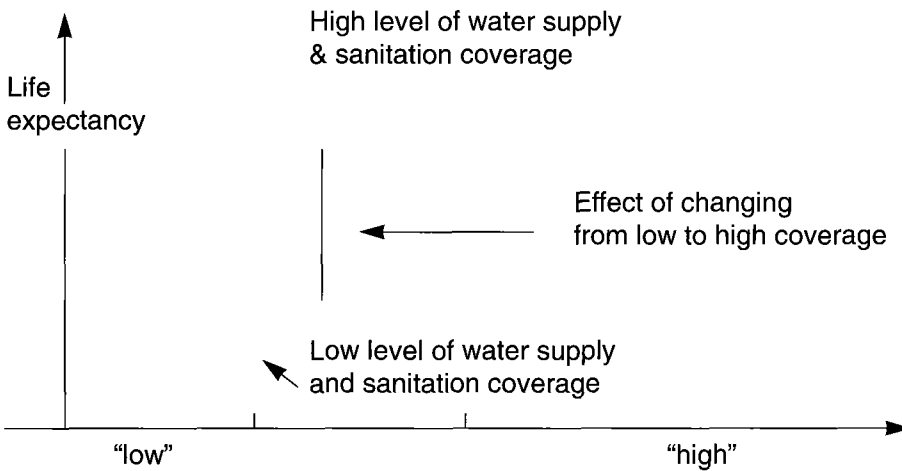 High level of water supply
& sanitation coverage
Life
expectancy
Effect of changing
from low to high coverage
Low level of water supply
and sanitation coverage
“low”
“high”